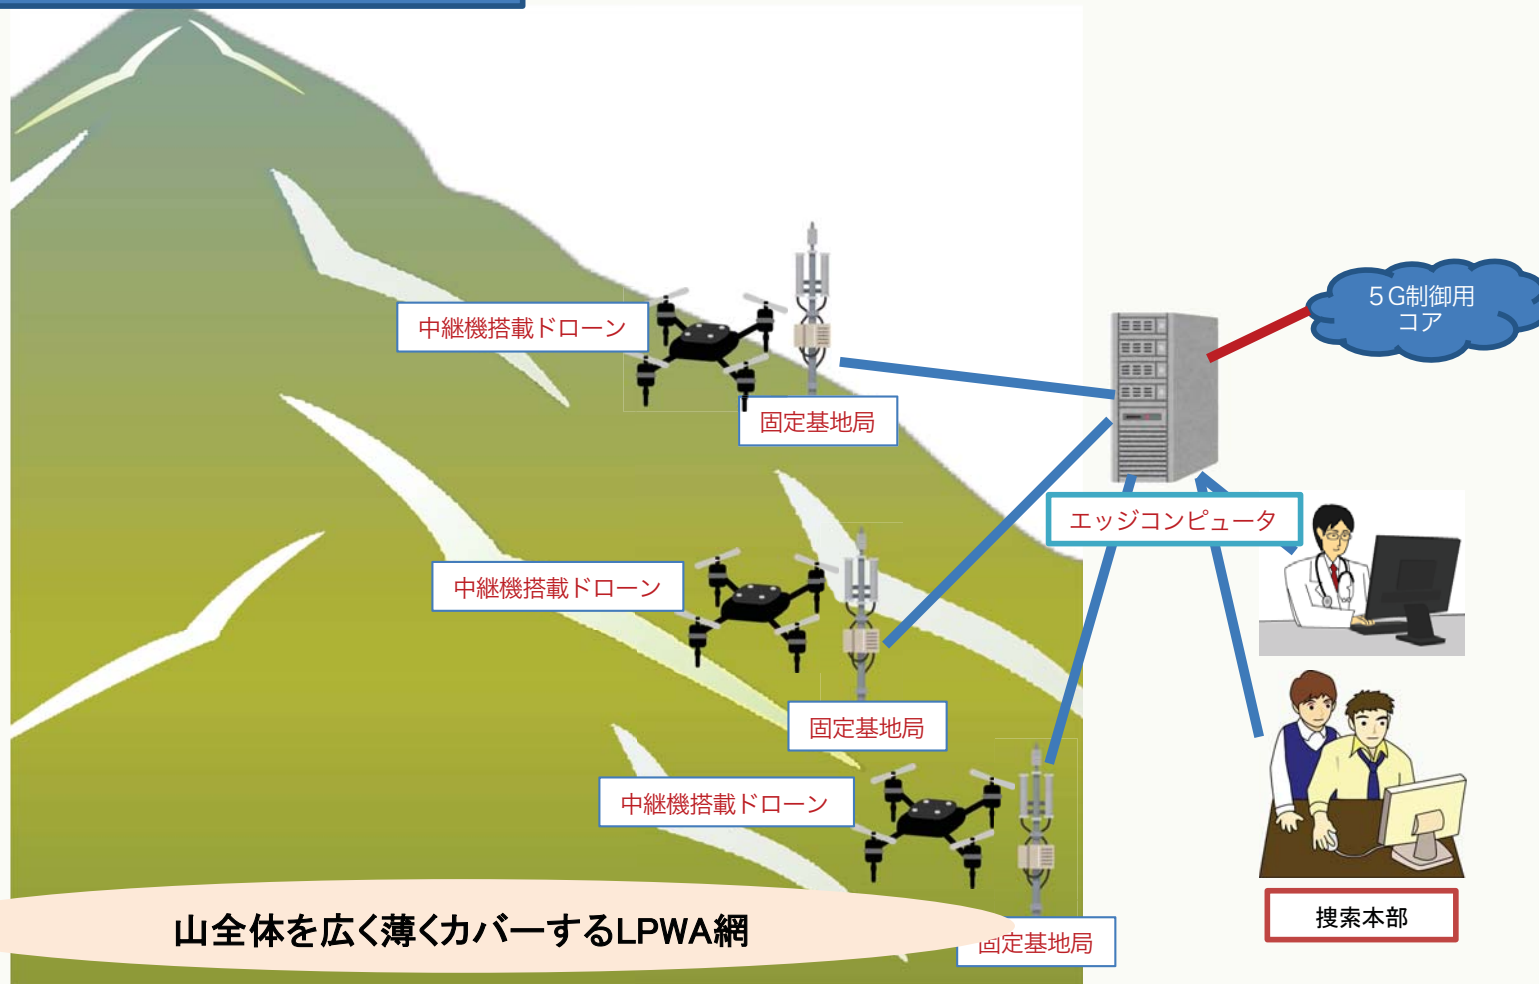 5G制御用
コア
中継機搭載ドローン
固定基地局
エッジコンピュータ
中継機搭載ドローン
固定基地局
中継機搭載ドローン
固定基地局
捜索本部
山全体を広く薄くカバーするLPWA網